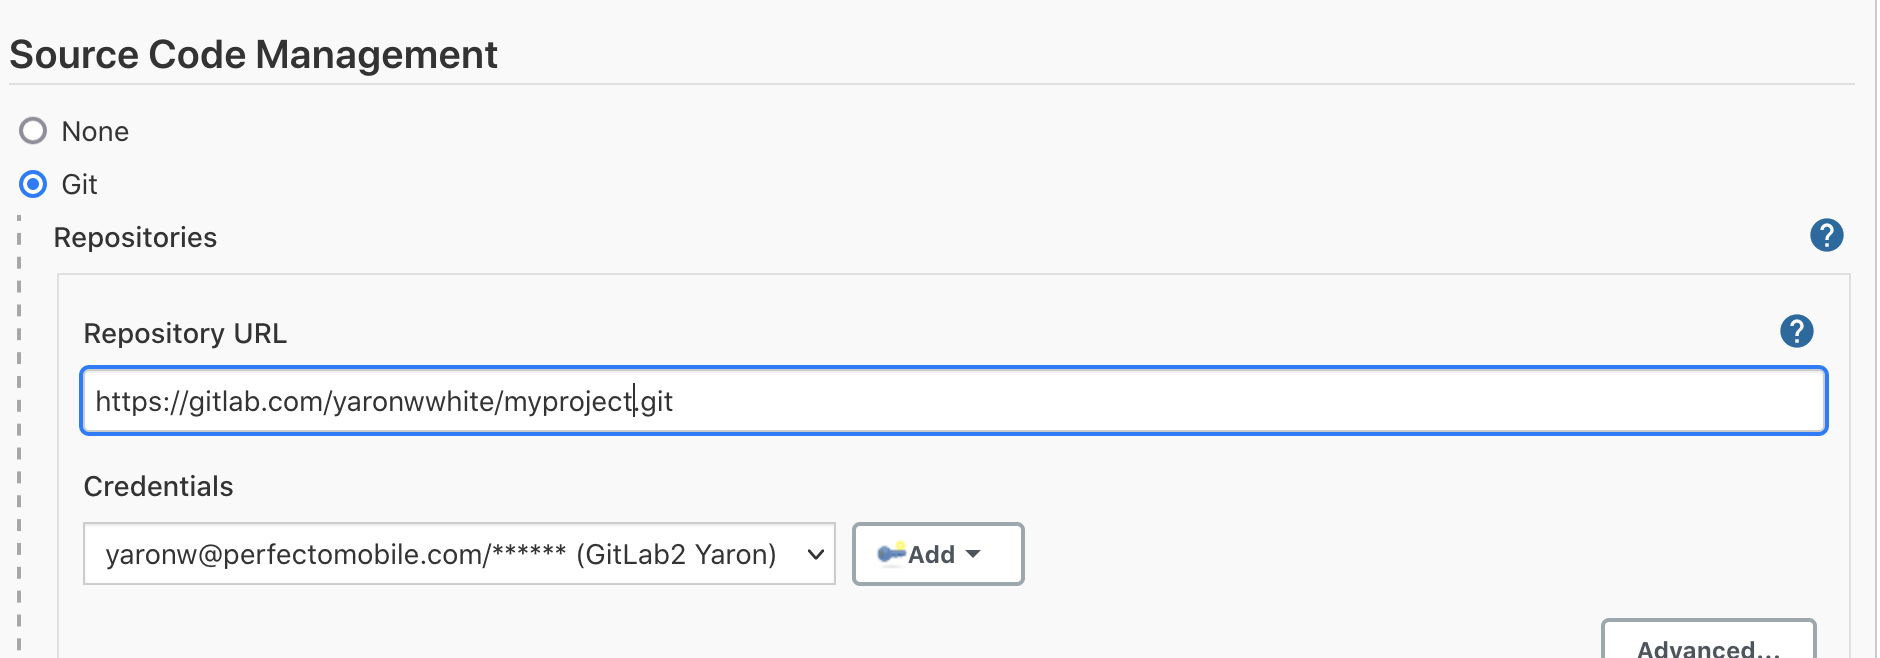 Source Code Management
None
Git
Repositories
?
Repository URL
?
https://gitlab.com/yaronwwhite/myproject.git
Credentials
yaronw@perfectomobile.com/****** (GitLab2 Yaron)
Add
Advanced...